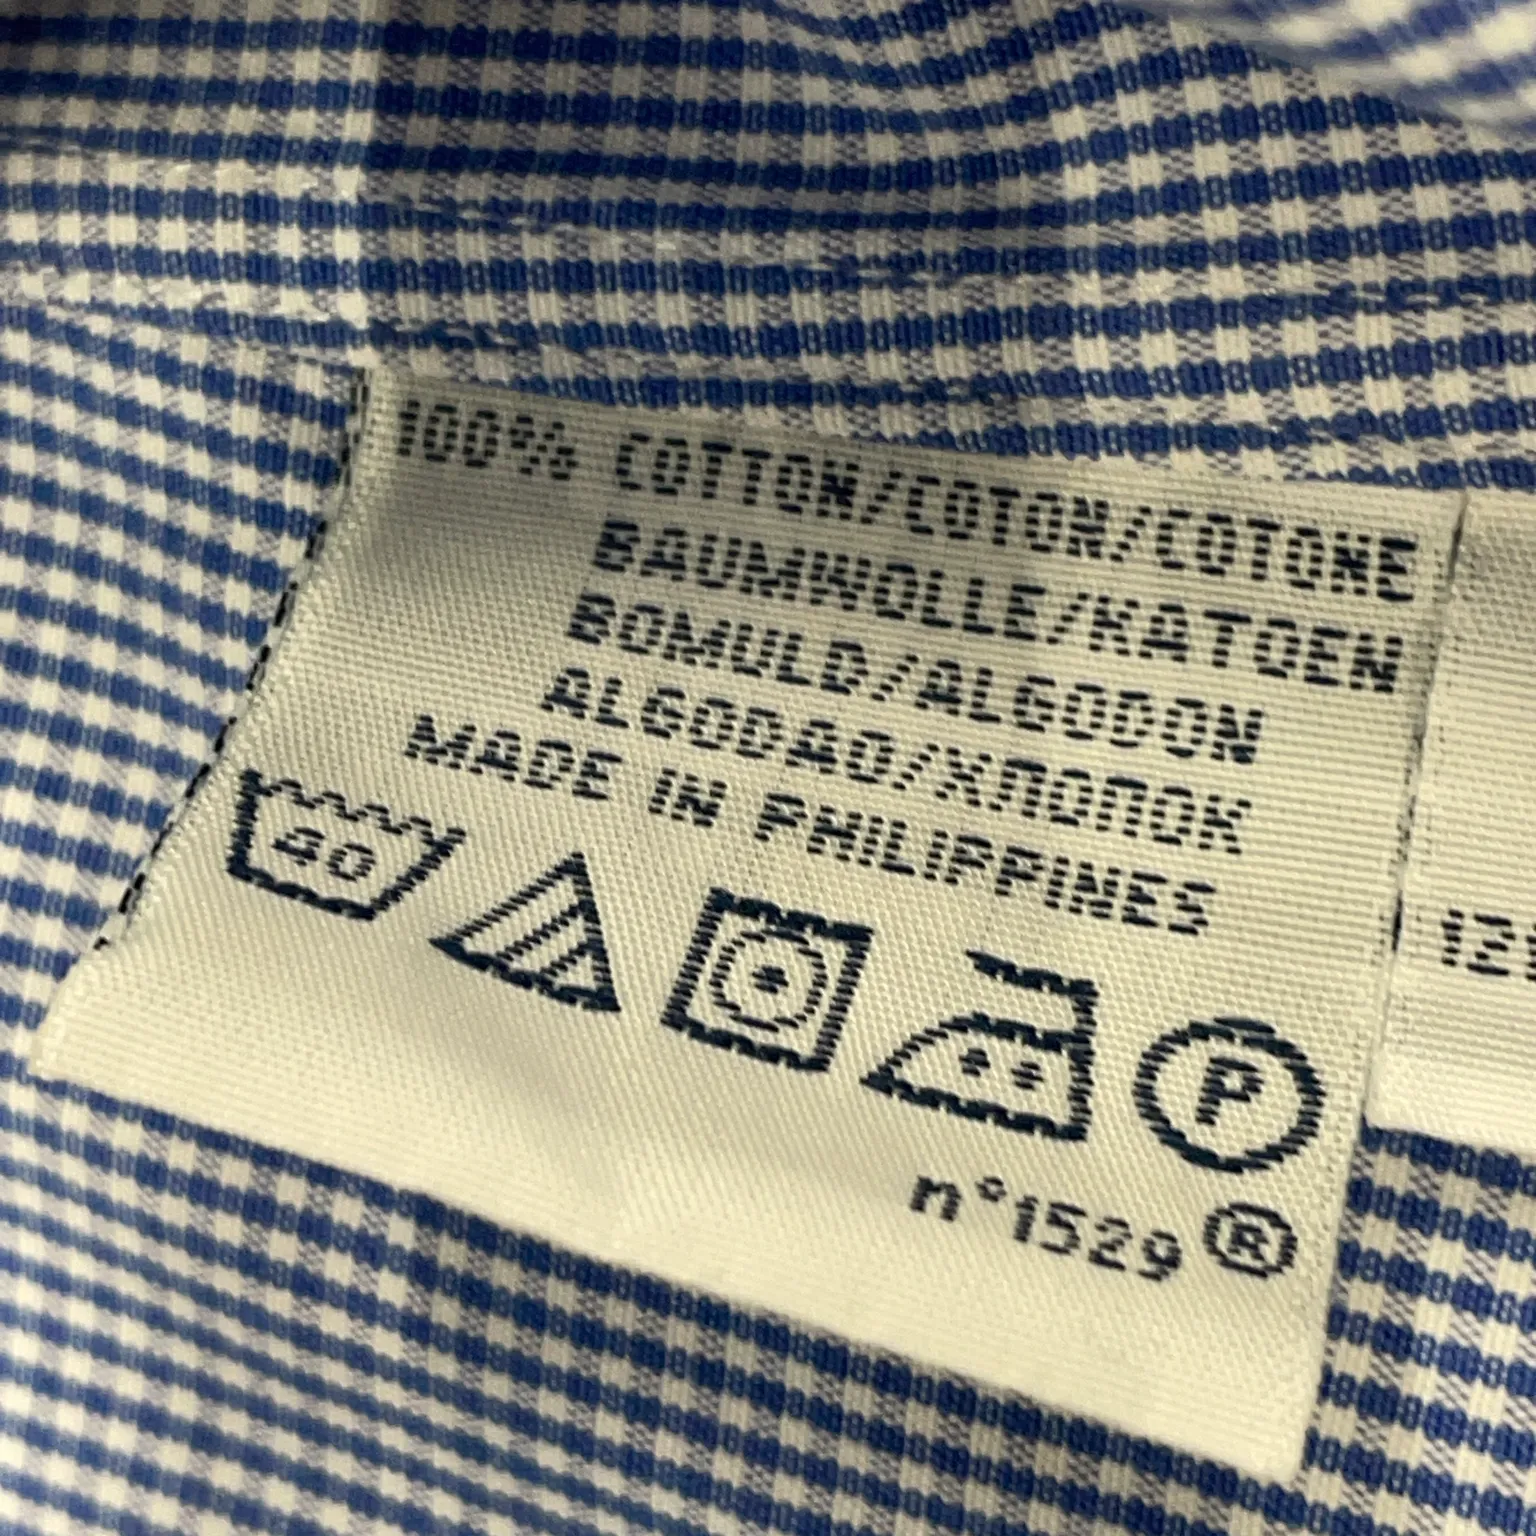 100% COTTON/COTON/COTONE
BAUMWOLLE/KATOEN
BOMULD/ALGODON
ALGODAO/ХЛОПОК
MADE IN PHILIPPINES
40
P
n°1529 ®